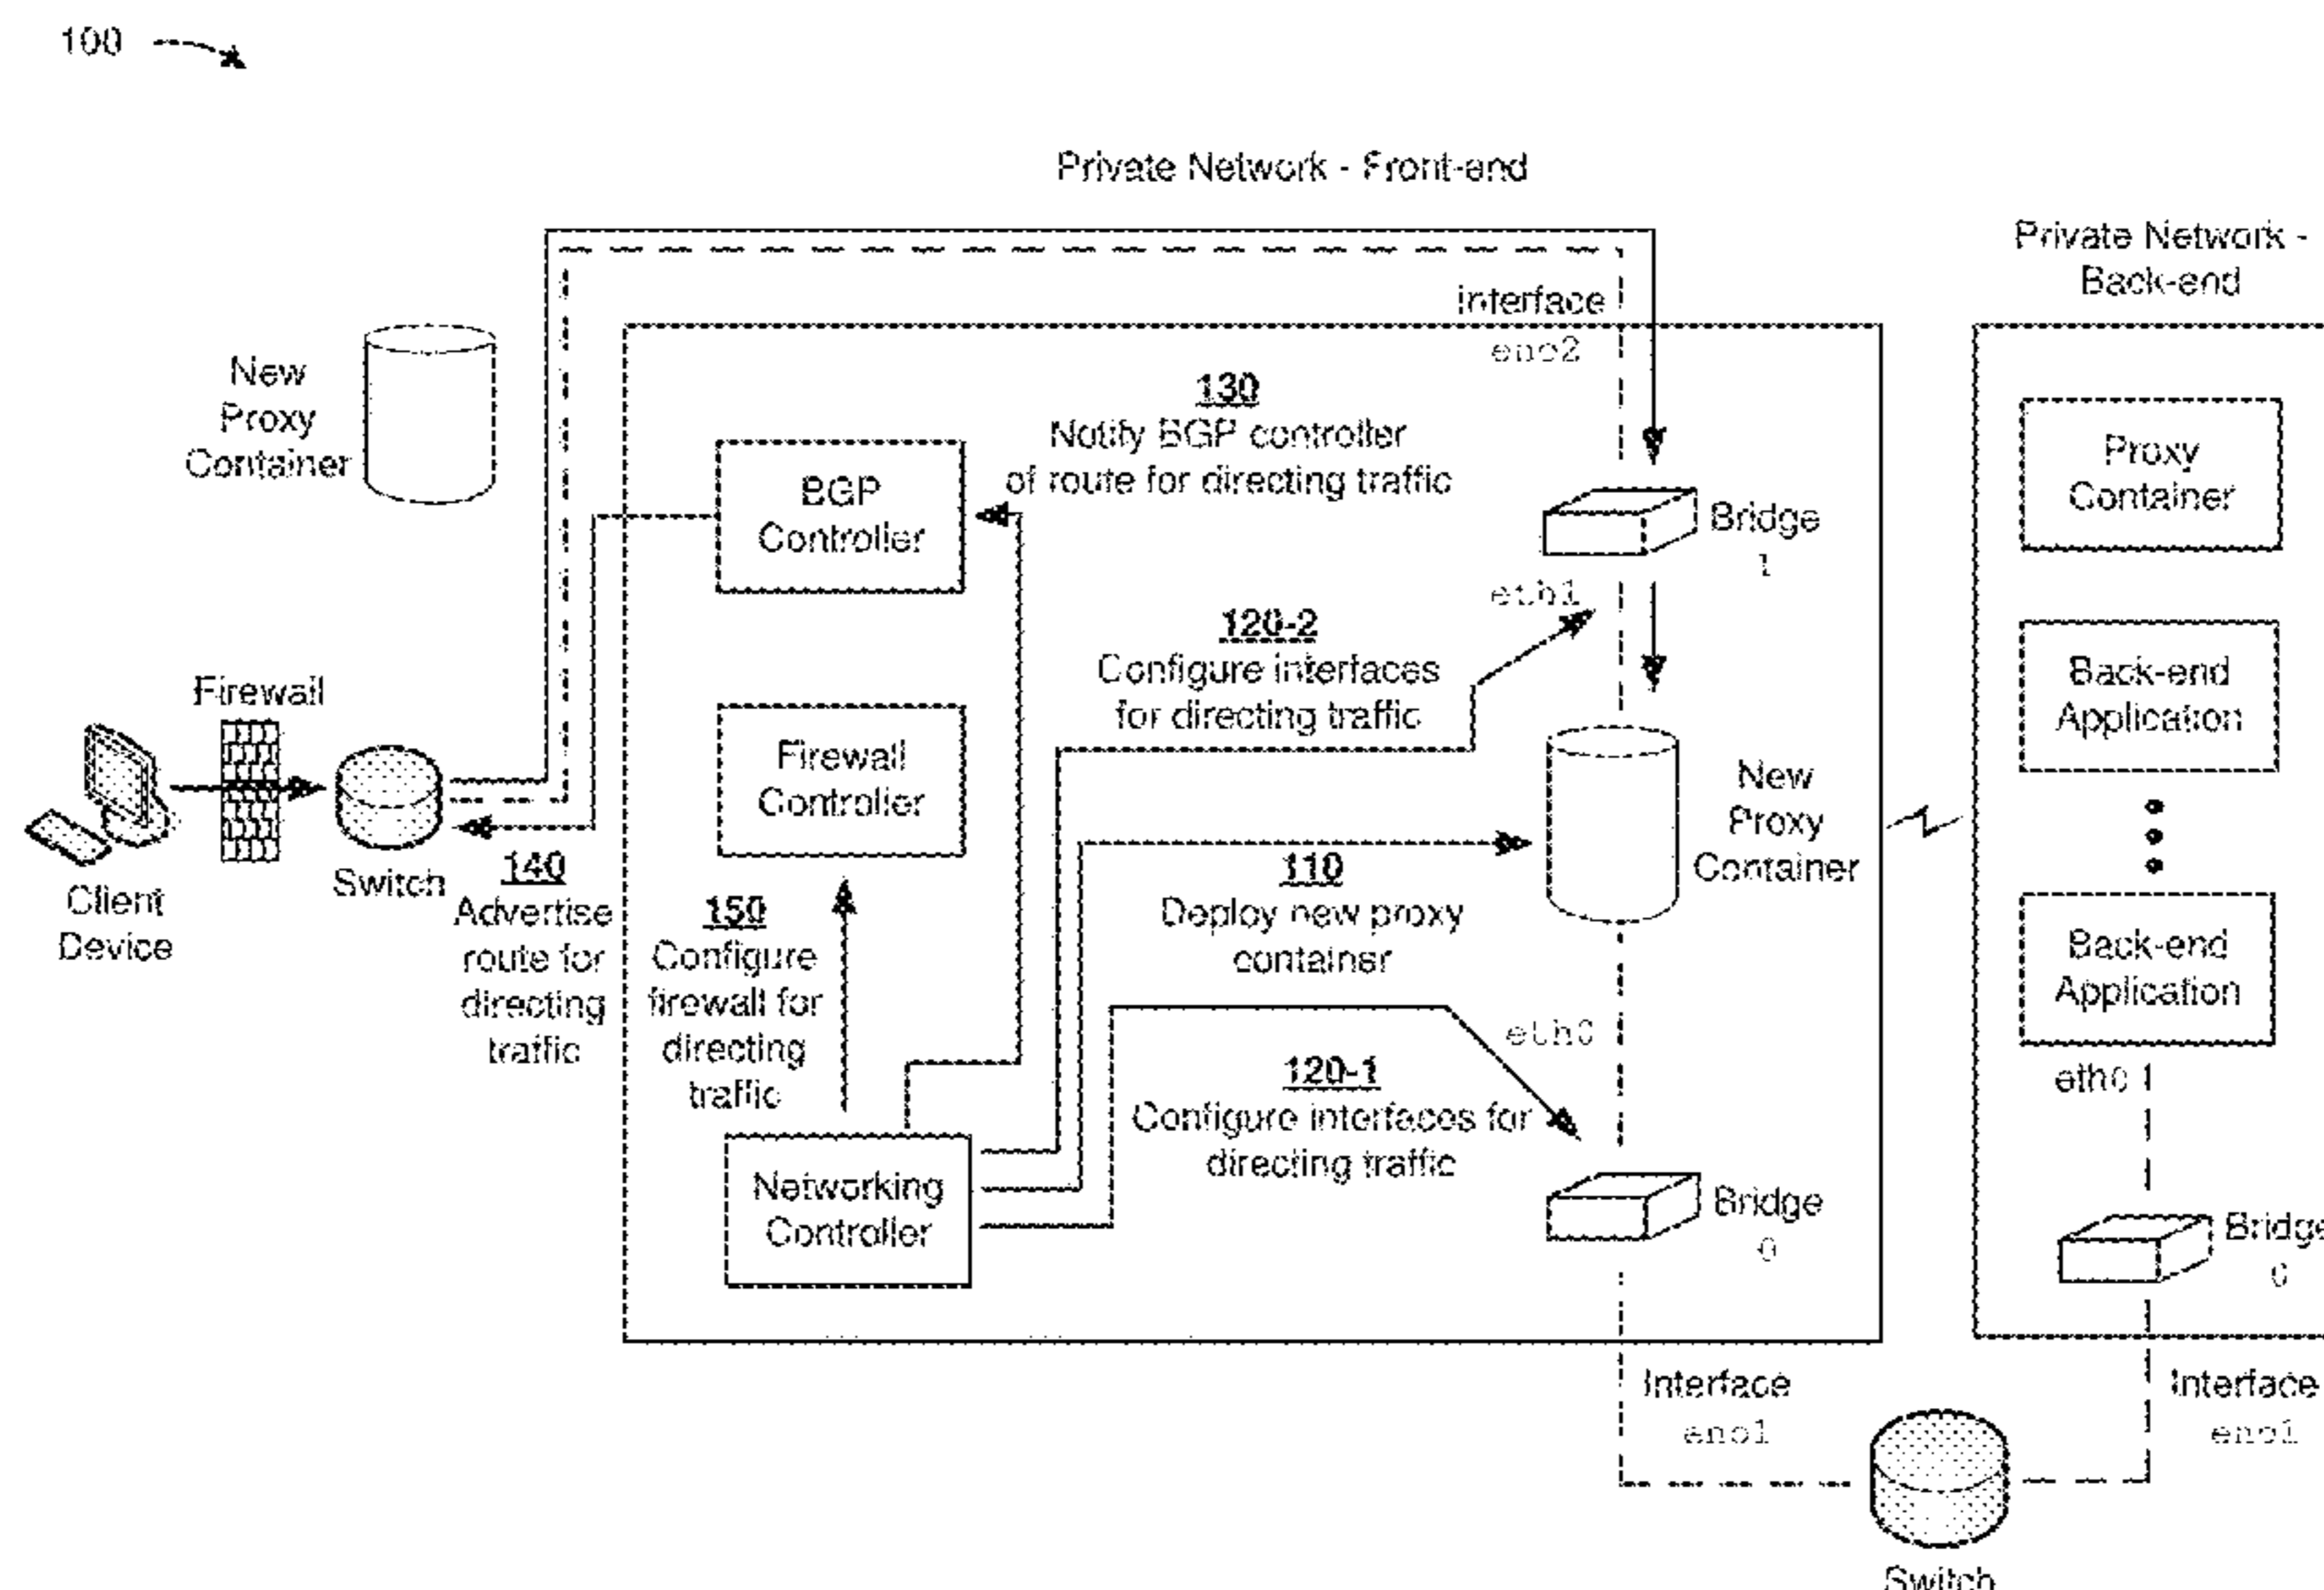 100
Private Network - Front-end
Private Network -
Back-end
New
Proxy
Container
interface
eno2
130
Notify BGP controller
of route for directing traffic
BGP
Controller
Bridge
1
Proxy
Container
eth1
120-2
Configure interfaces
for directing traffic
Back-end
Application
Firewall
Firewall
Controller
New
Proxy
Container
Client
Device
Switch
140
Advertise
route for
directing
traffic
150
Configure
firewall for
directing
traffic
110
Deploy new proxy
container
Back-end
Application
eth0
eth0
120-1
Configure interfaces for
directing traffic
Networking
Controller
Bridge
0
Bridge
0
Interface
eno1
Interface
eno1
Switch